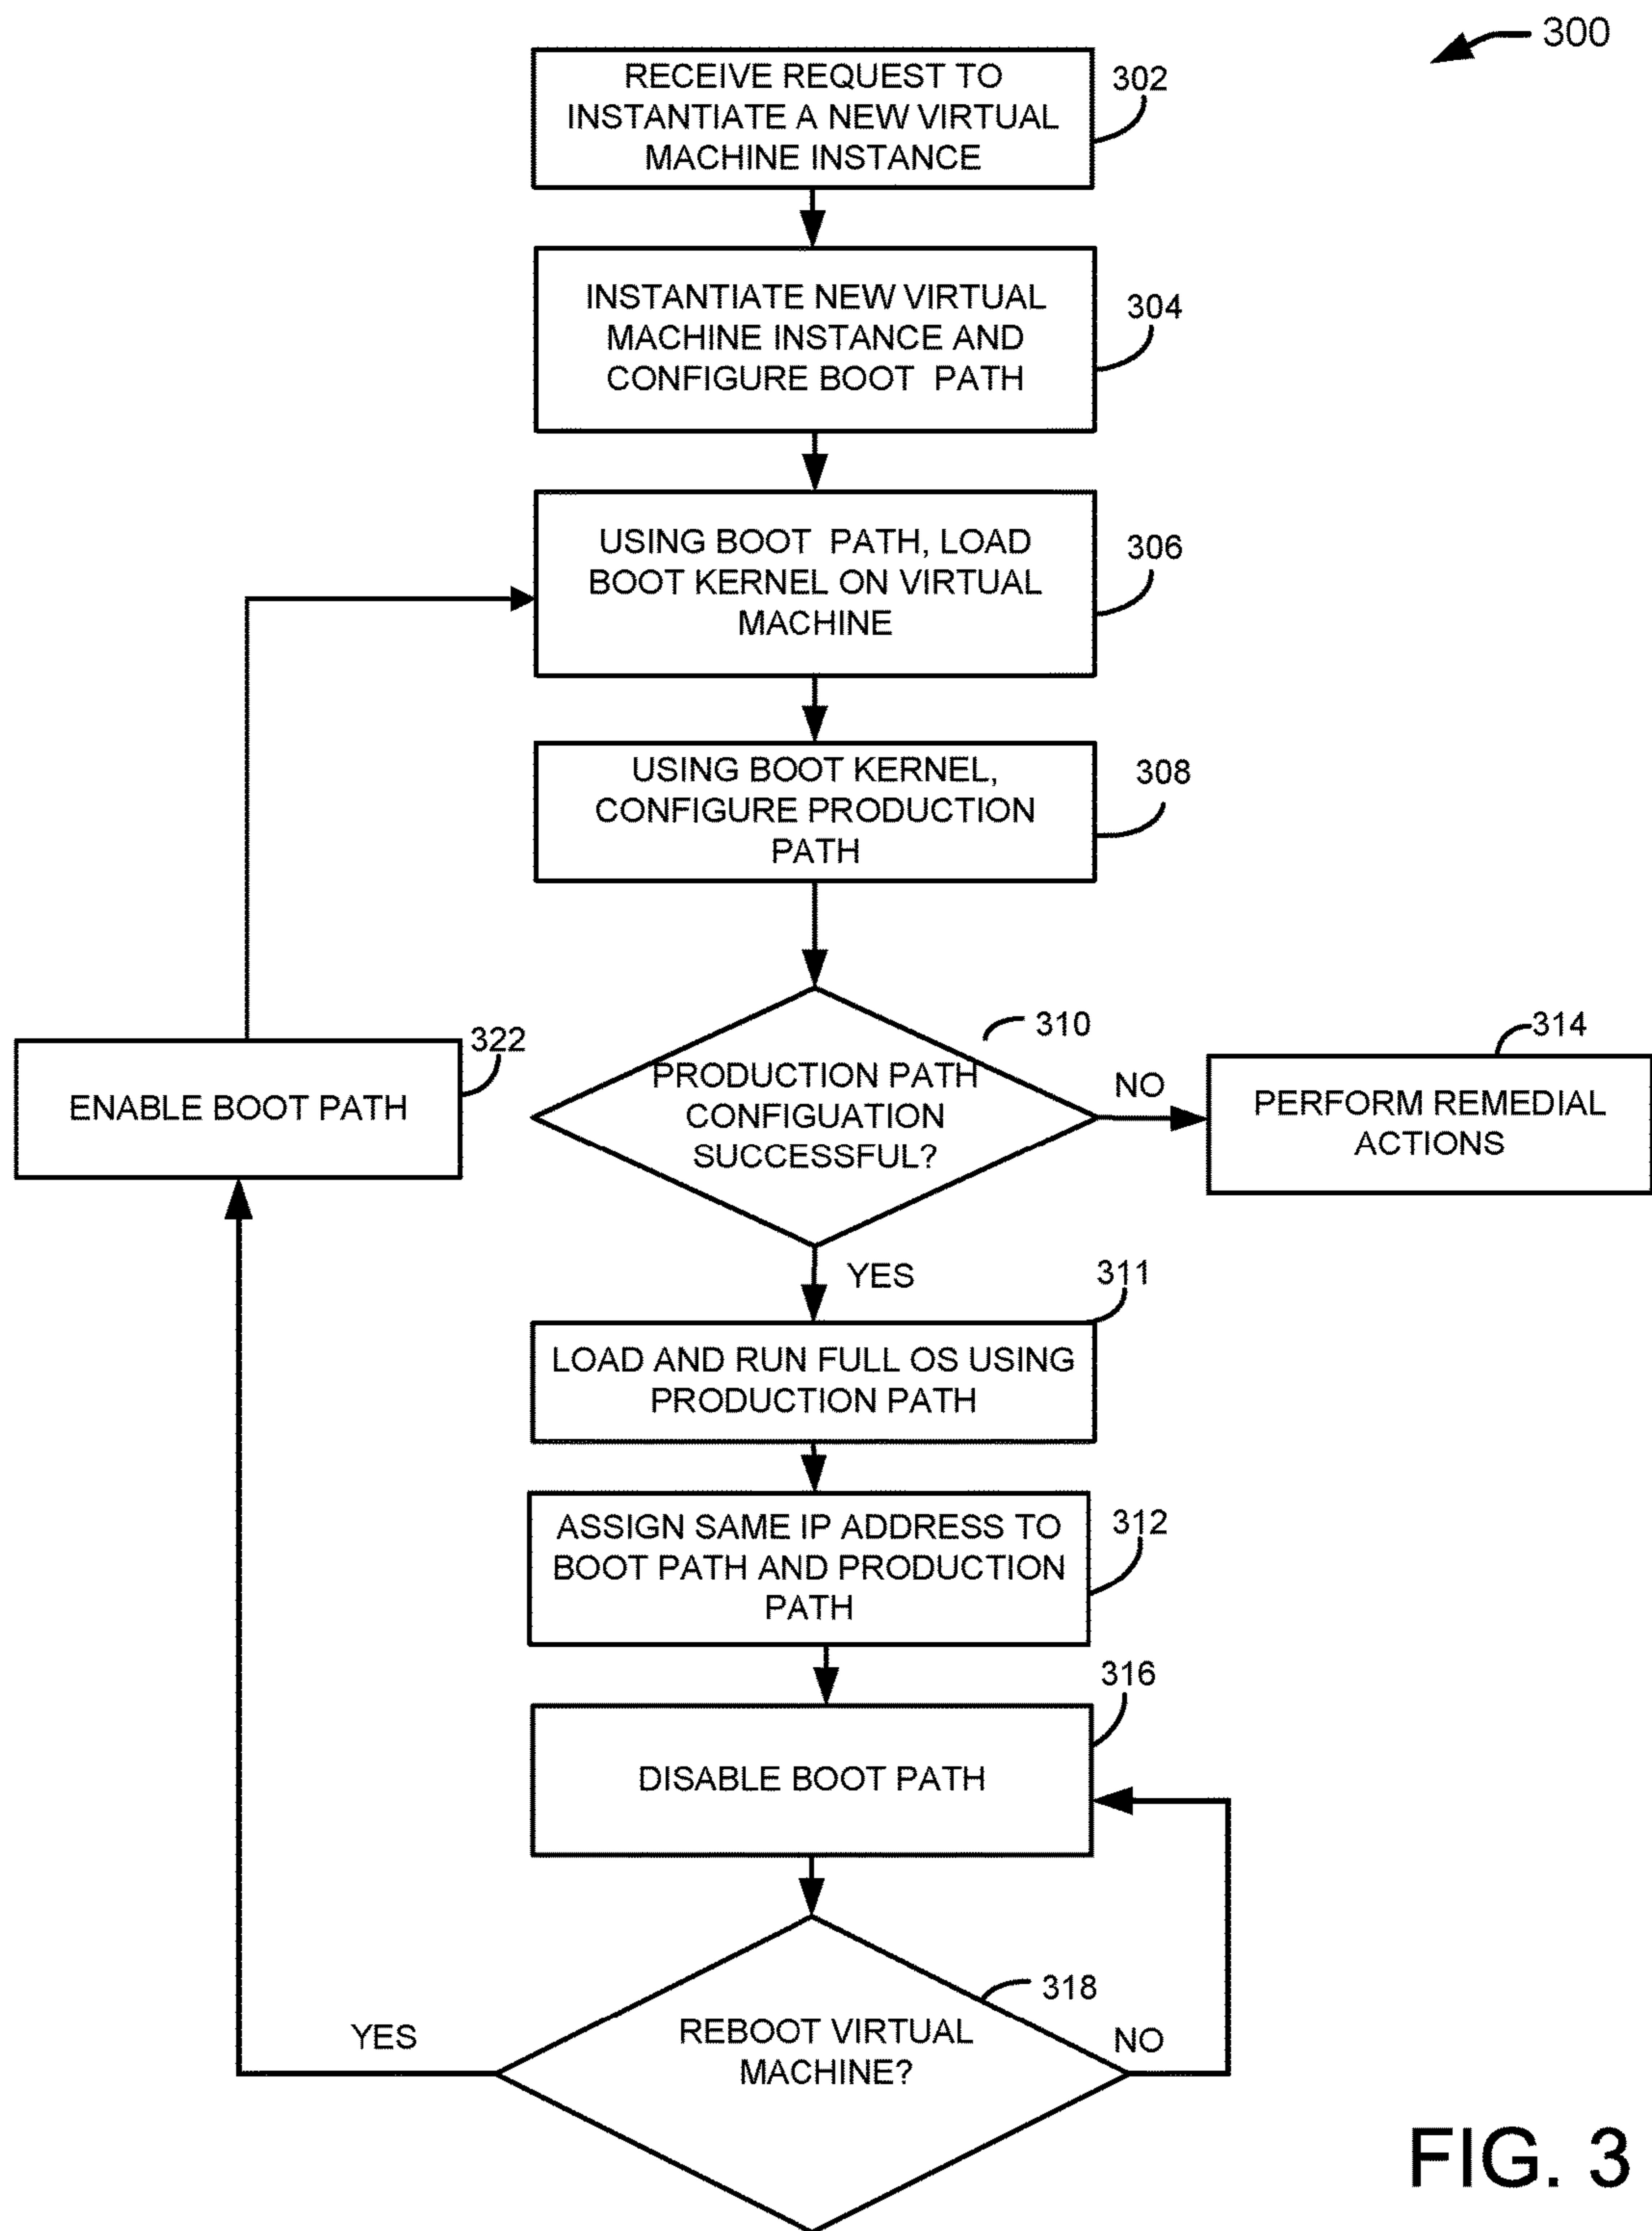 300
RECEIVE REQUEST TO
INSTANTIATE A NEW VIRTUAL
MACHINE INSTANCE
302
INSTANTIATE NEW VIRTUAL
MACHINE INSTANCE AND
CONFIGURE BOOT PATH
304
USING BOOT PATH, LOAD
BOOT KERNEL ON VIRTUAL
MACHINE
306
USING BOOT KERNEL,
CONFIGURE PRODUCTION
PATH
308
322
ENABLE BOOT PATH
310
PRODUCTION PATH
CONFIGUATION
SUCCESSFUL?
NO
314
PERFORM REMEDIAL
ACTIONS
YES
311
LOAD AND RUN FULL OS USING
PRODUCTION PATH
ASSIGN SAME IP ADDRESS TO
BOOT PATH AND PRODUCTION
PATH
312
316
DISABLE BOOT PATH
318
REBOOT VIRTUAL
MACHINE?
YES
NO
FIG. 3